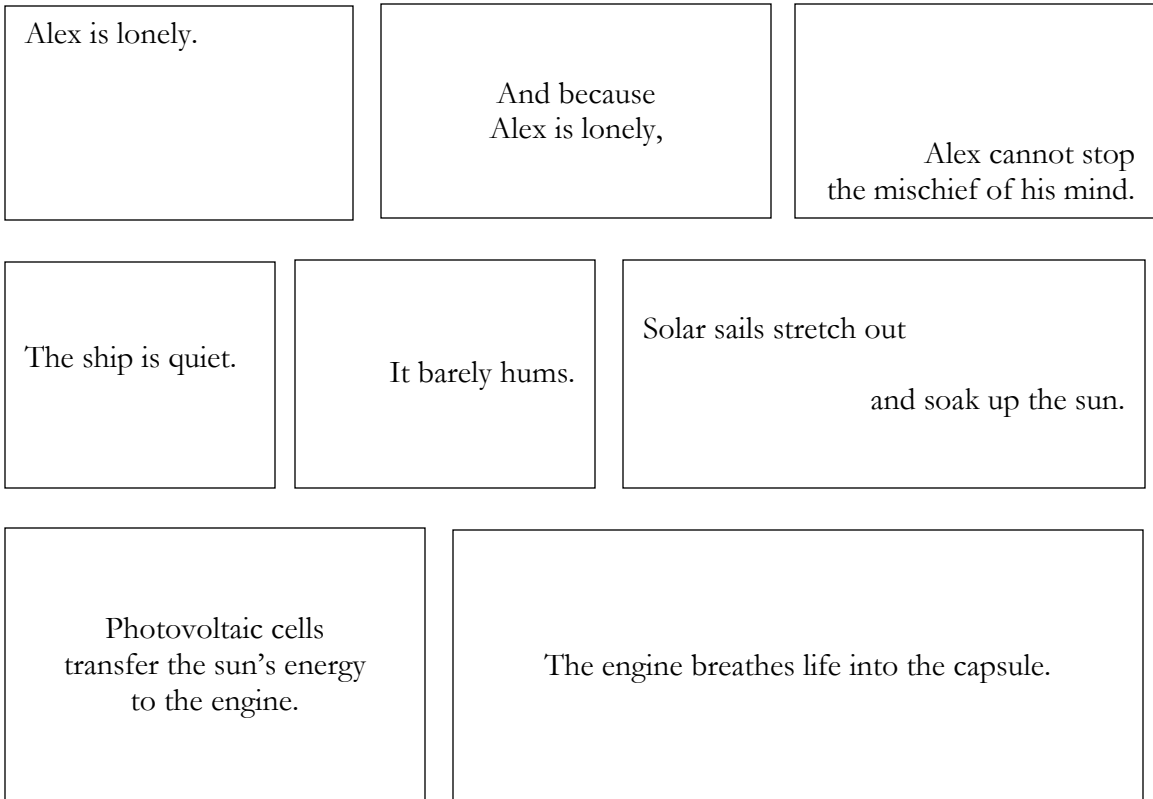 Alex is lonely.
And because
Alex is lonely,
Alex cannot stop
the mischief of his mind.
The ship is quiet.
It barely hums.
Solar sails stretch out
and soak up the sun.
Photovoltaic cells
transfer the sun’s energy
to the engine.
The engine breathes life into the capsule.